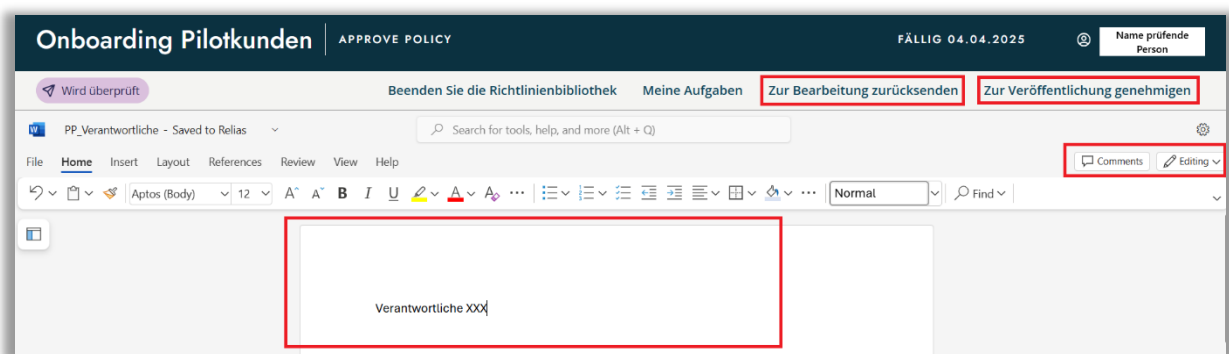 Onboarding Pilotkunden | APPROVE POLICY FÄLLIG 04.04.2025 Name prüfende
Person
Wird überprüft Beenden Sie die Richtlinienbibliothek Meine Aufgaben Zur Bearbeitung zurücksenden Zur Veröffentlichung genehmigen
PP_Verantwortliche - Saved to Relias Search for tools, help, and more (Alt + Q)
File Home Insert Layout References Review View Help Comments Editing
Aptos (Body) 12 A A B I U A A ... Normal Find
Verantwortliche XXX